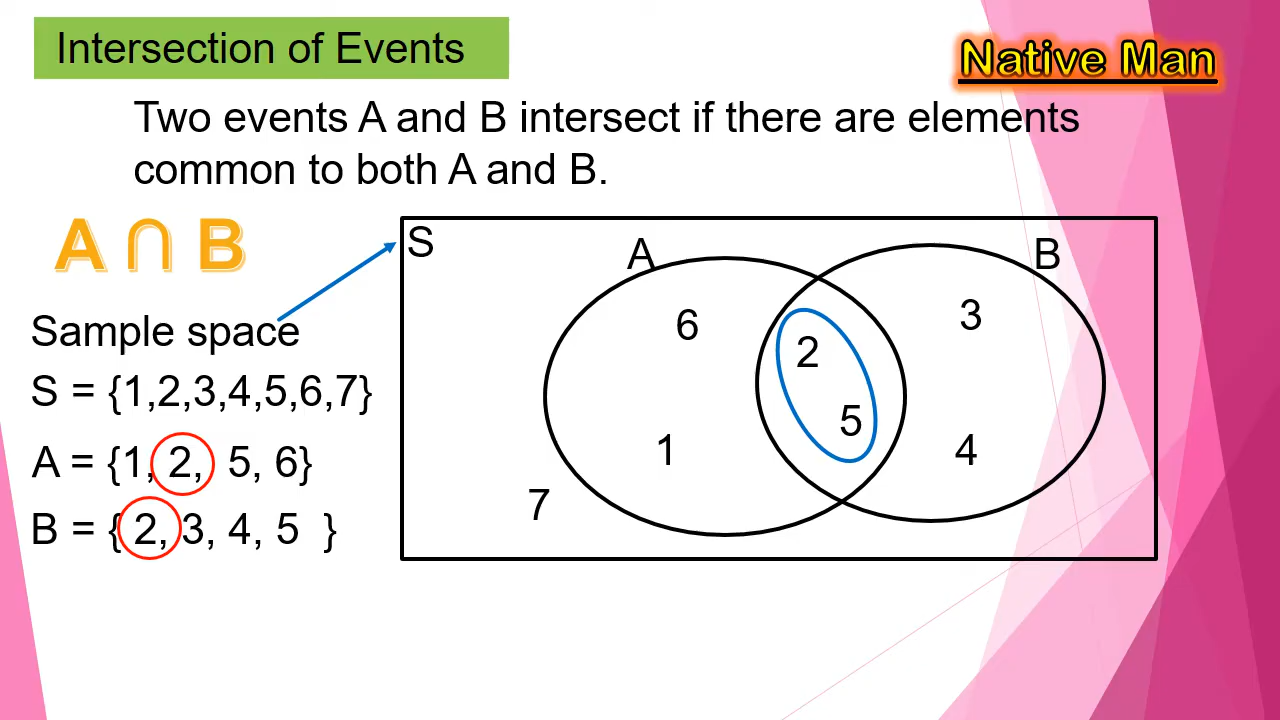 Intersection of Events
Native Man
Two events A and B intersect if there are elements
common to both A and B.
A ∩ B
S
A
B
6
3
2
Sample space
S = {1,2,3,4,5,6,7}
5
1
4
A = {1, 2, 5, 6}
7
B = { 2, 3, 4, 5 }